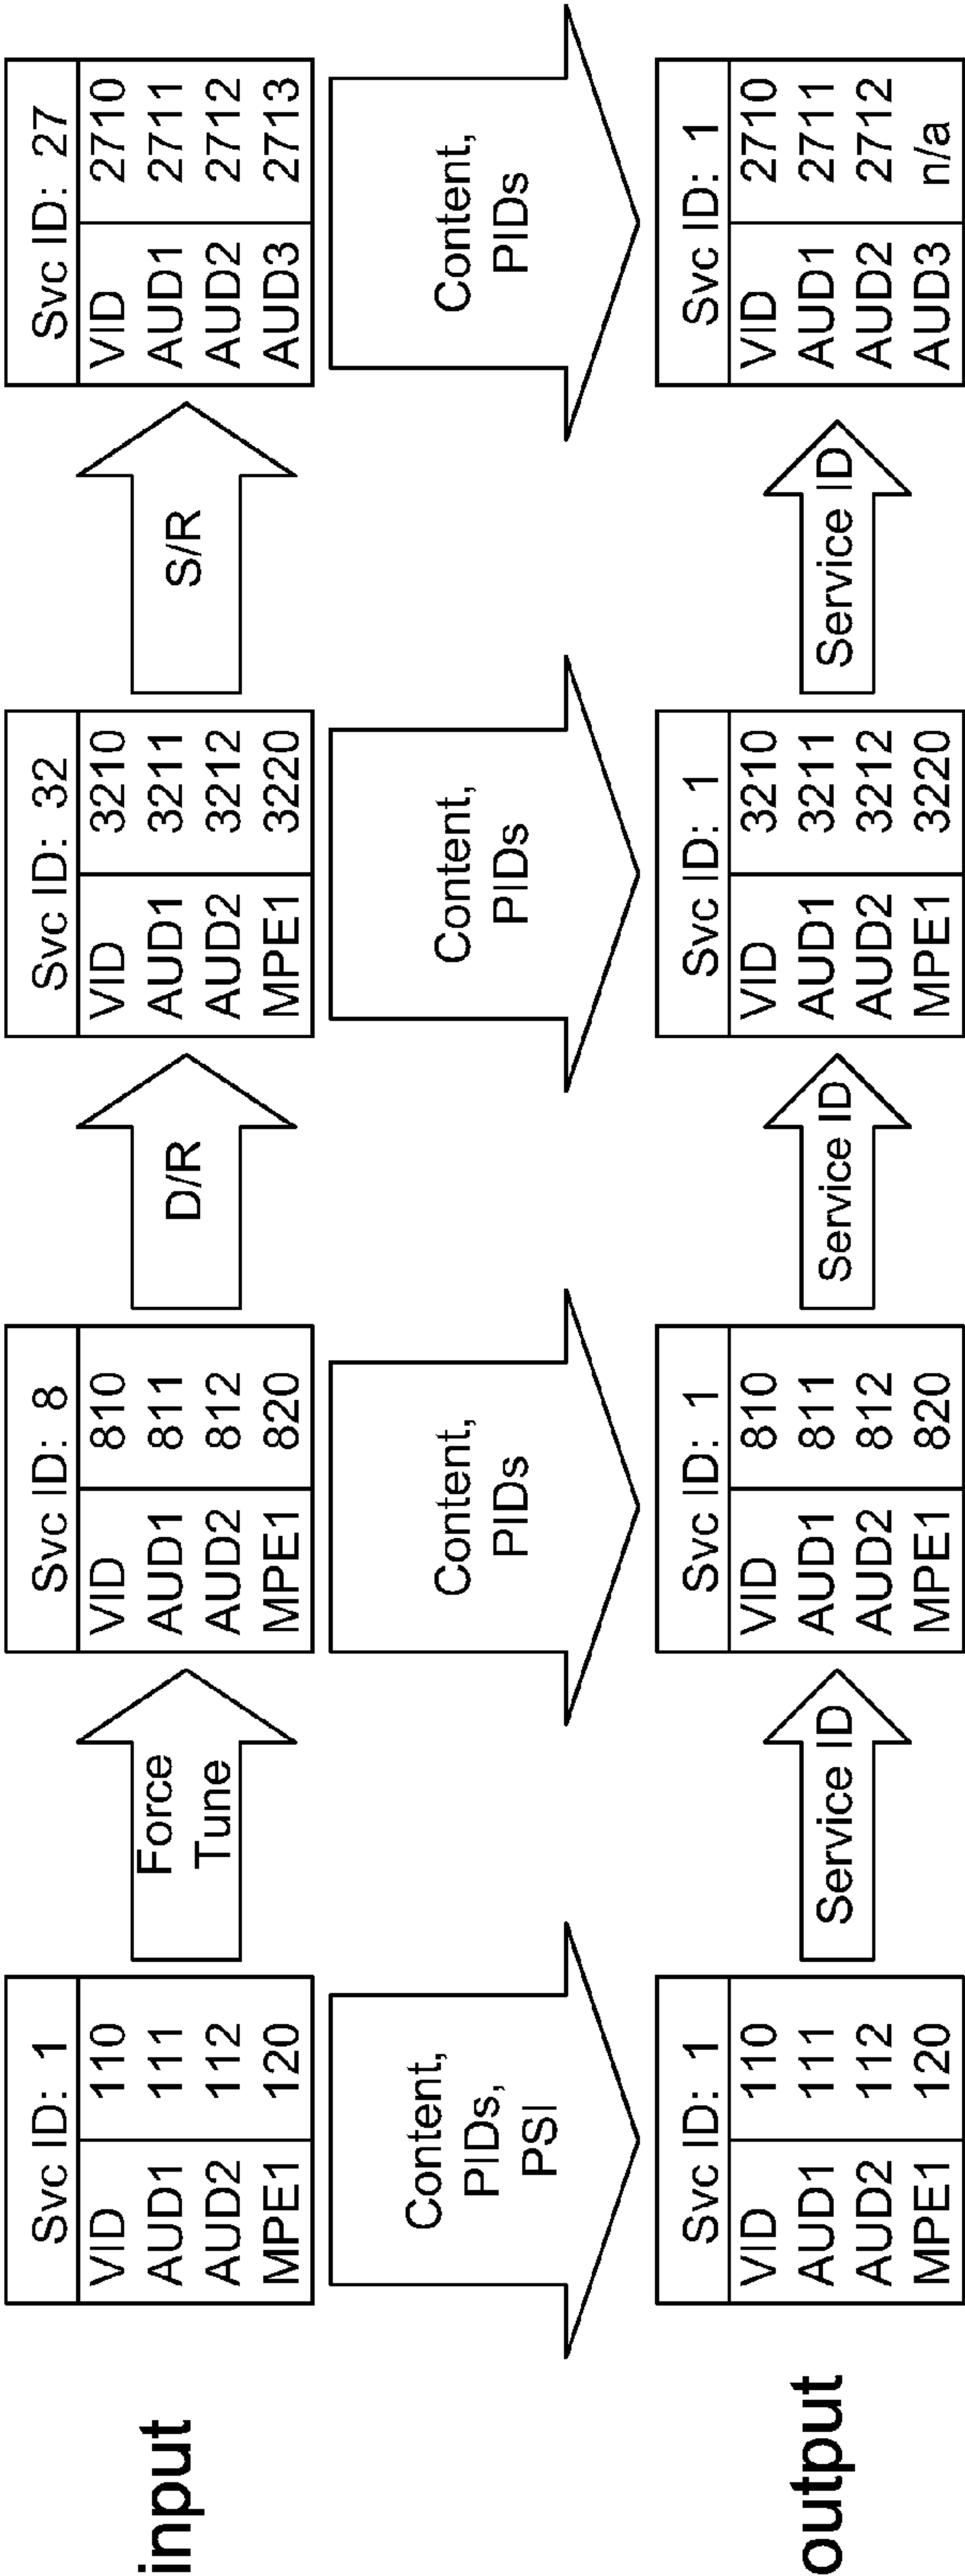 input
Svc ID: 1
VID 110
AUD1 111
AUD2 112
MPE1 120
Force
Tune
Svc ID: 8
VID 810
AUD1 811
AUD2 812
MPE1 820
D/R
Svc ID: 32
VID 3210
AUD1 3211
AUD2 3212
MPE1 3220
S/R
Svc ID: 27
VID 2710
AUD1 2711
AUD2 2712
AUD3 2713
Content,
PIDs,
PSI
Content,
PIDs
Content,
PIDs
Content,
PIDs
output
Svc ID: 1
VID 110
AUD1 111
AUD2 112
MPE1 120
Service ID
Svc ID: 1
VID 810
AUD1 811
AUD2 812
MPE1 820
Service ID
Svc ID: 1
VID 3210
AUD1 3211
AUD2 3212
MPE1 3220
Service ID
Svc ID: 1
VID 2710
AUD1 2711
AUD2 2712
AUD3 n/a